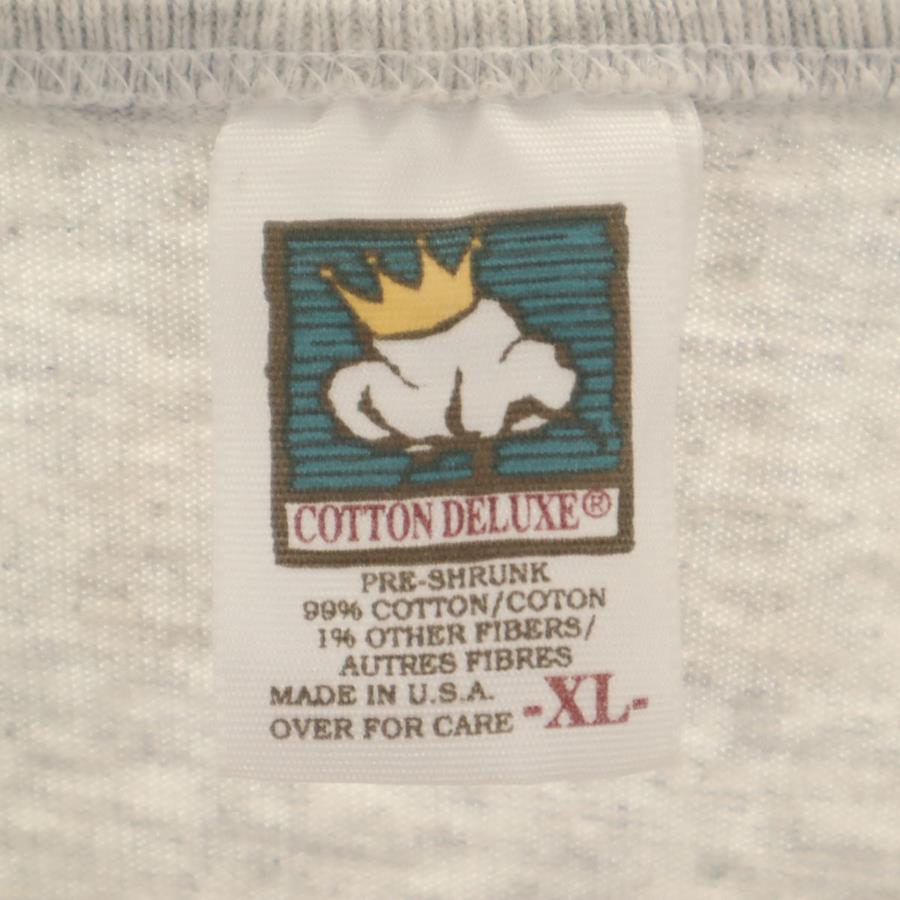 COTTON DELUXE®
PRE-SHRUNK
99% COTTON/COTON
1% OTHER FIBERS/
AUTRES FIBRES
MADE IN U.S.A.
OVER FOR CARE -XL-